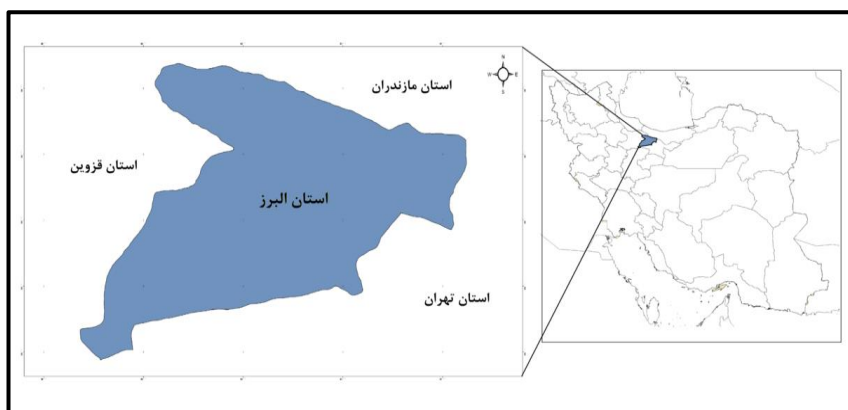 استان مازندران
استان قزوین
استان البرز
استان تهران
N
W
E
S